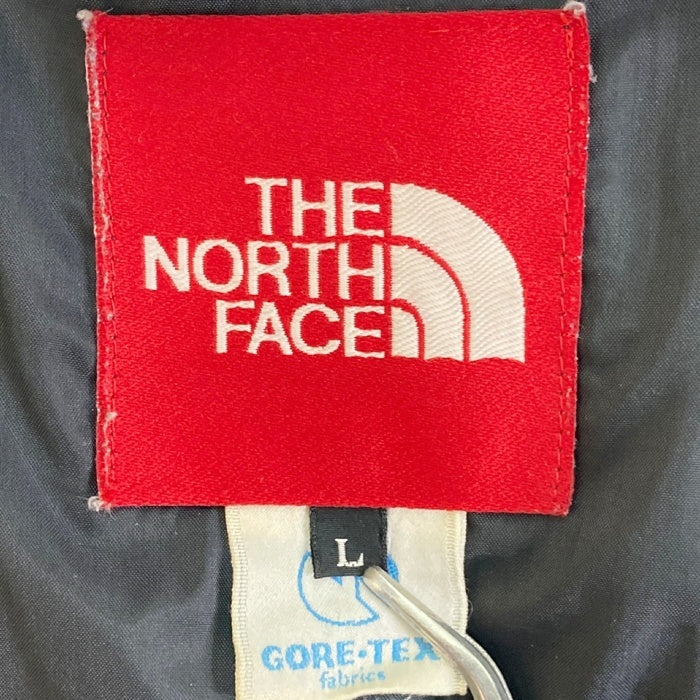 THE
NORTH
FACE
L
GORE-TEX
fabrics